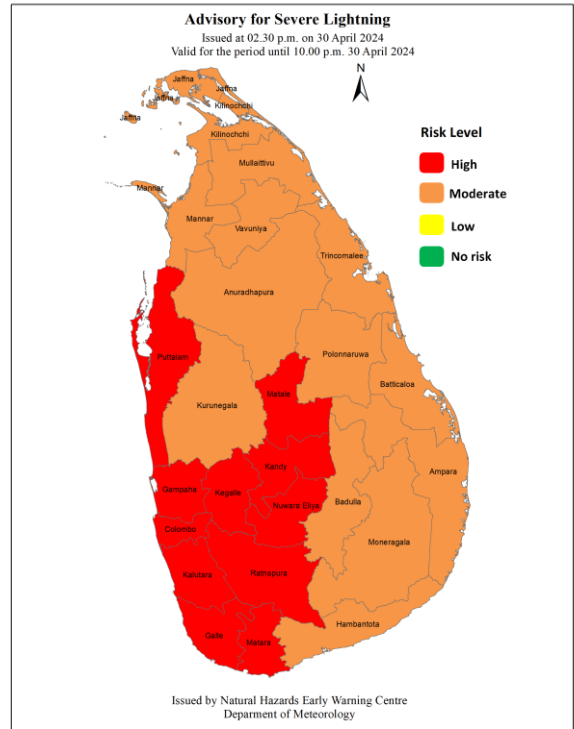 Advisory for Severe Lightning
Issued at 02.30 p.m. on 30 April 2024
Valid for the period until 10.00 p.m. 30 April 2024
N
Jaffna
Jaffna
Jaffna
Kilinochchi
Jaffna
Kilinochchi
Risk Level
High
Moderate
Low
No risk
Mullaittivu
Mannar
Mannar
Vavuniya
Trincomalee
Anuradhapura
Puttalam
Polonnaruwa
Batticaloa
Kurunegala
Matale
Kandy
Ampara
Gampaha
Kegalle
Nuwara Eliya
Badulla
Colombo
Moneragala
Kalutara
Ratnapura
Hambantota
Galle
Matara
Issued by Natural Hazards Early Warning Centre
Deparment of Meteorology